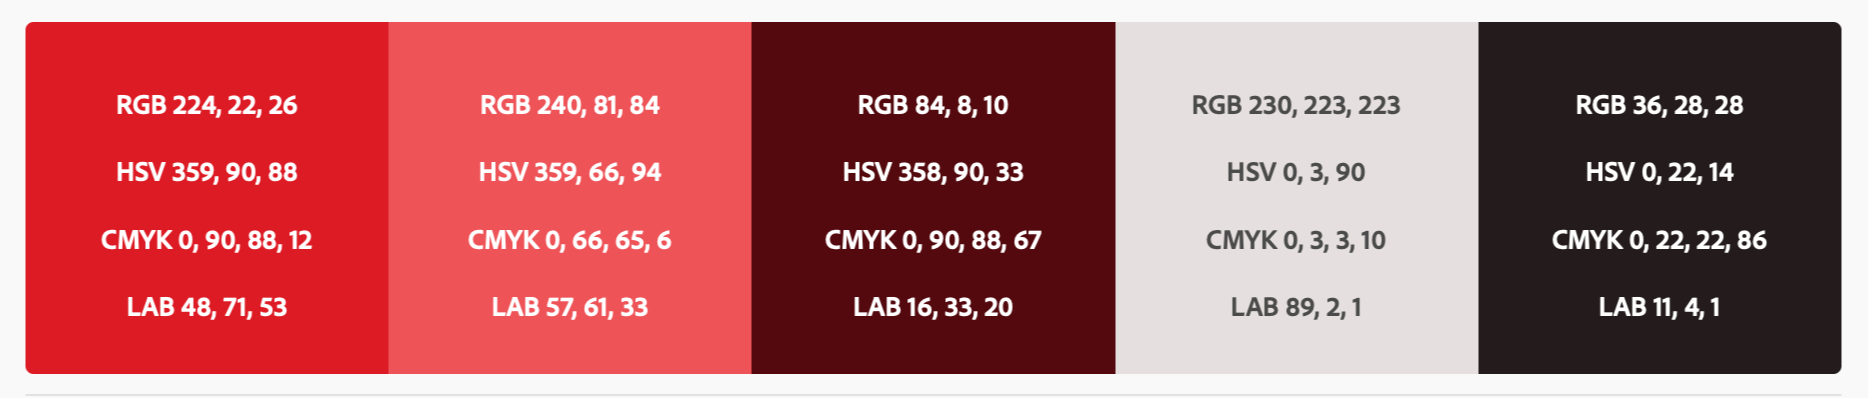 RGB 224, 22, 26
HSV 359, 90, 88
CMYK 0, 90, 88, 12
LAB 48, 71, 53
RGB 240, 81, 84
HSV 359, 66, 94
CMYK 0, 66, 65, 6
LAB 57, 61, 33
RGB 84, 8, 10
HSV 358, 90, 33
CMYK 0, 90, 88, 67
LAB 16, 33, 20
RGB 230, 223, 223
HSV 0, 3, 90
CMYK 0, 3, 3, 10
LAB 89, 2, 1
RGB 36, 28, 28
HSV 0, 22, 14
CMYK 0, 22, 22, 86
LAB 11, 4, 1